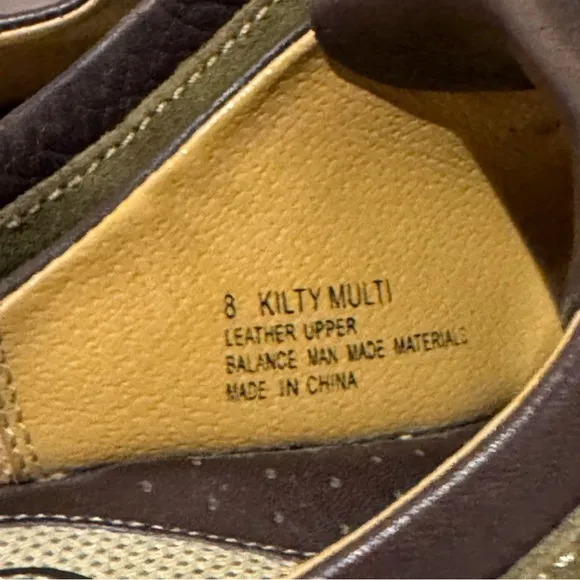 8 KILTY MULTI
LEATHER UPPER
BALANCE MAN MADE MATERIALS
MADE IN CHINA